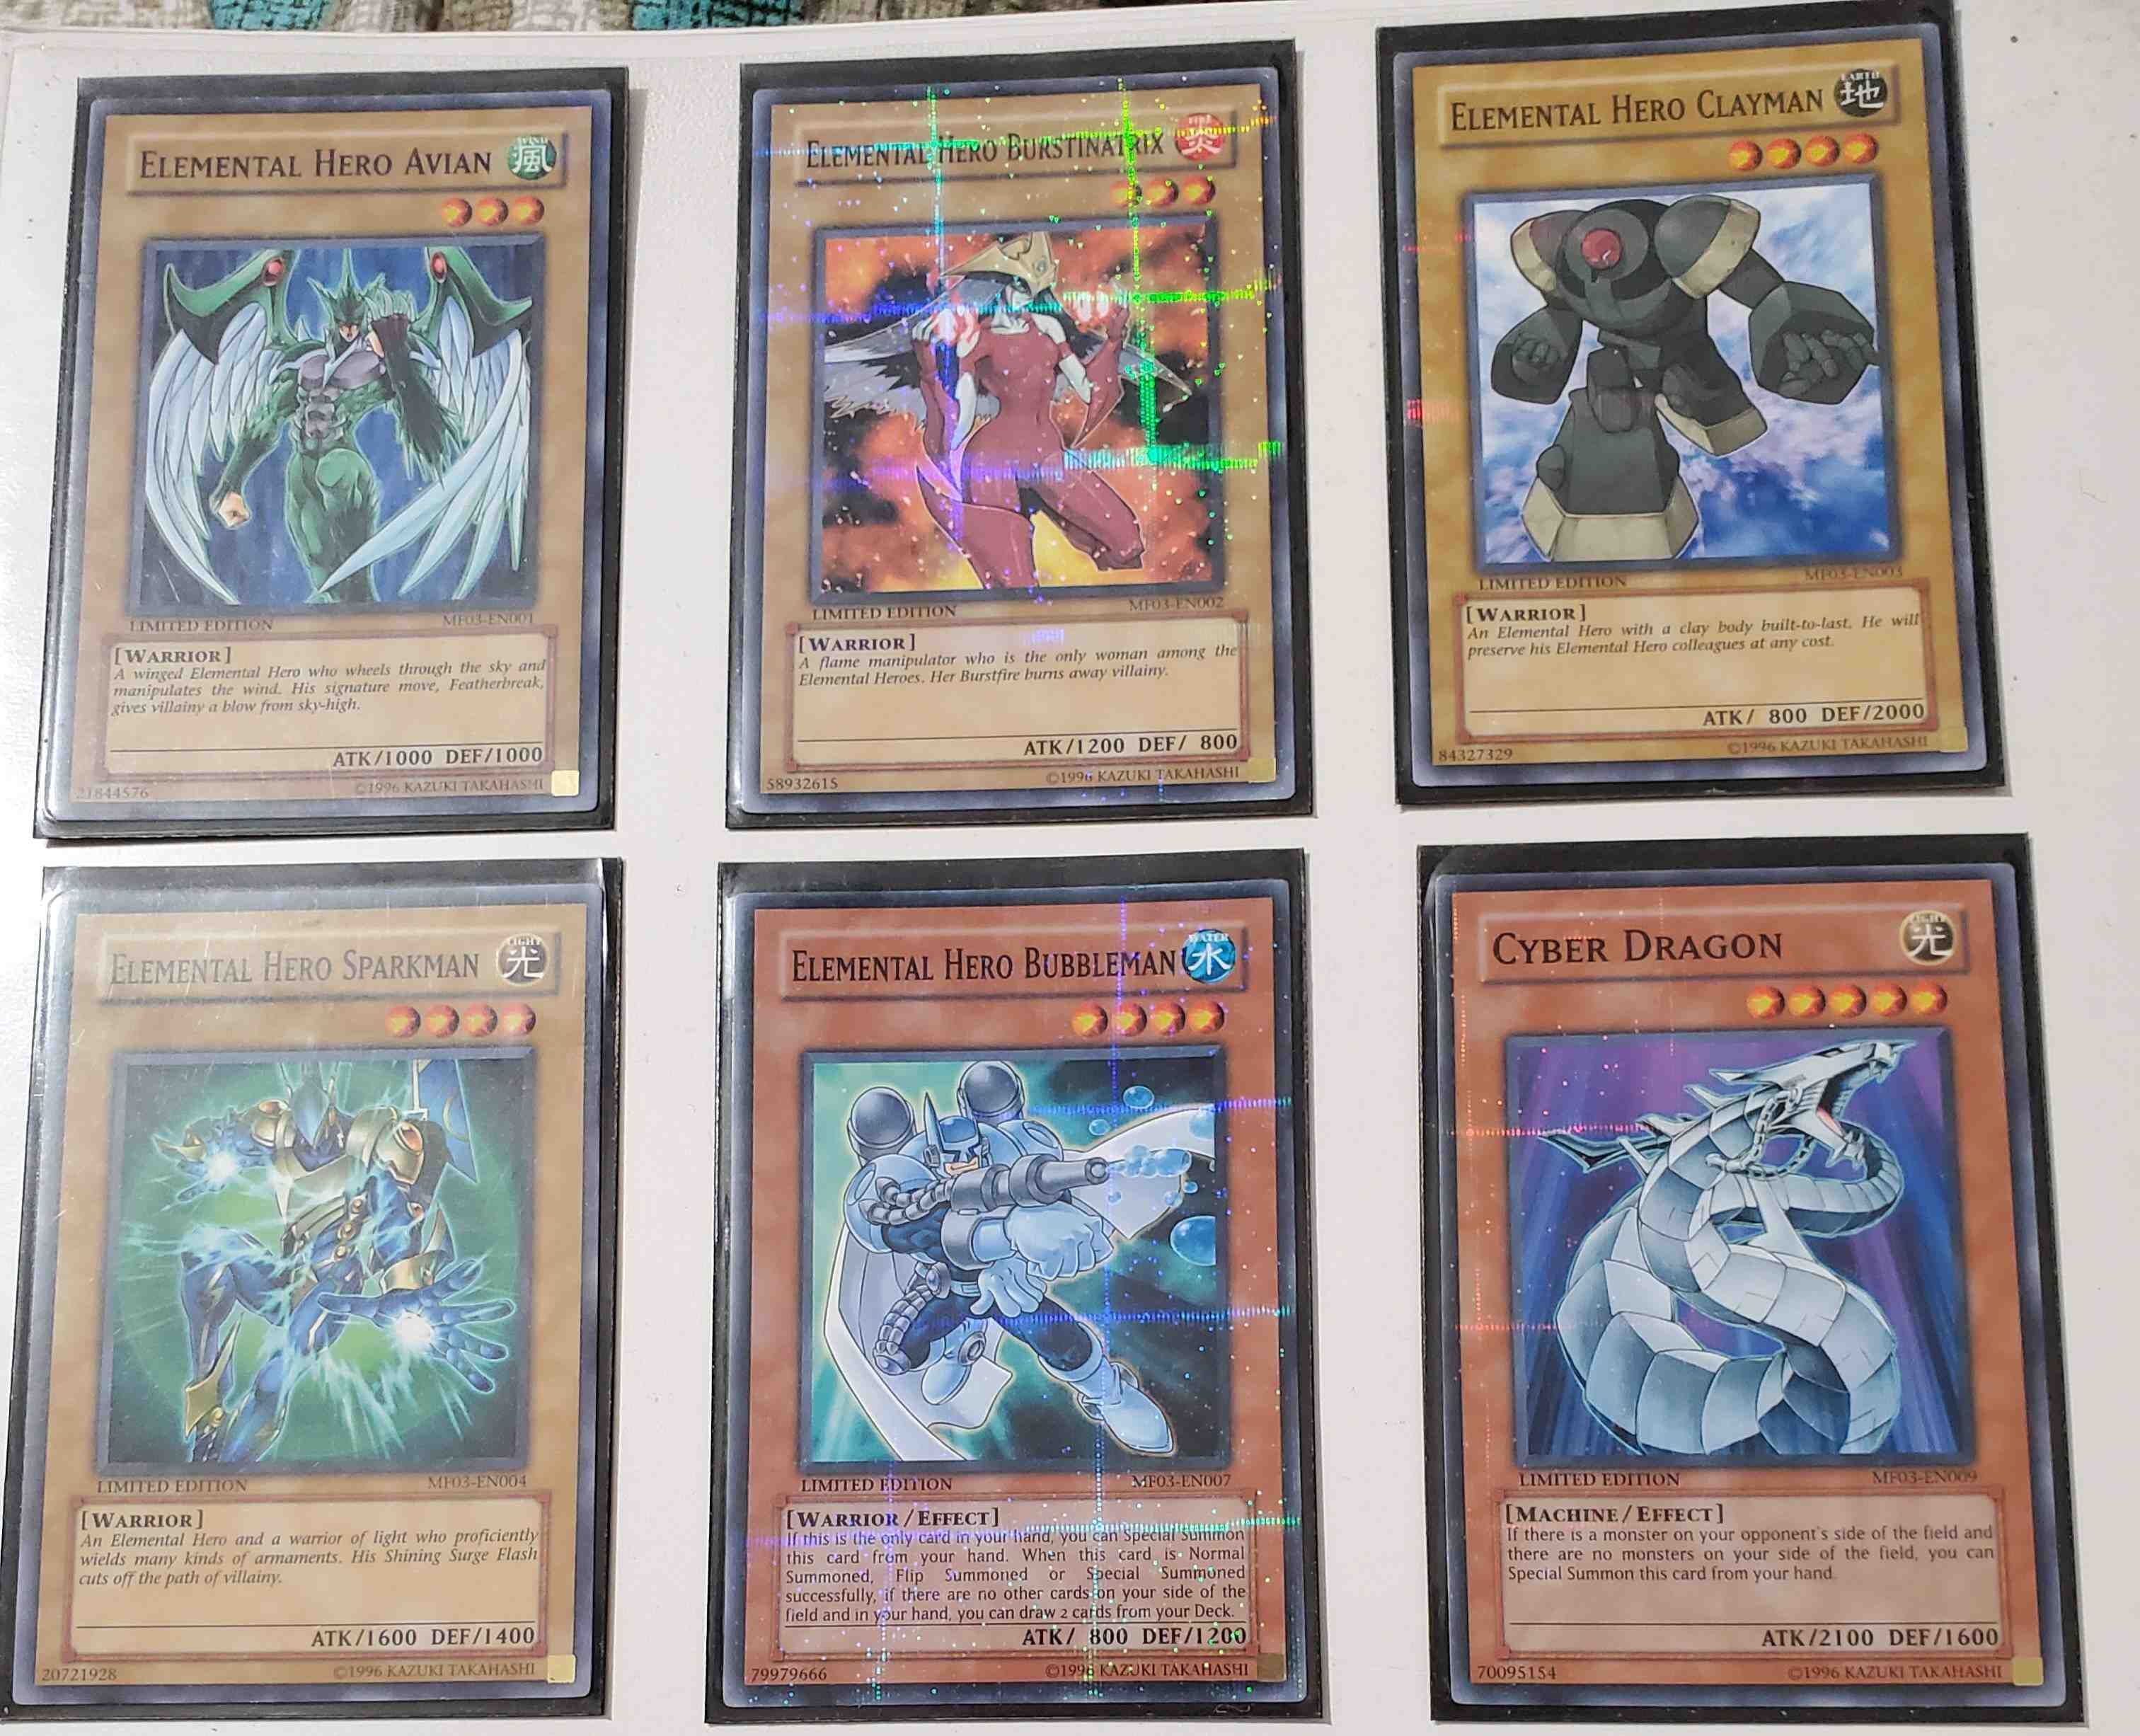 ELEMENTAL HERO AVIAN
WIND
風
LIMITED EDITION
MF03-EN001
[WARRIOR]
A winged Elemental Hero who wheels through the sky and
manipulates the wind. His signature move, Featherbreak,
gives villainy a blow from sky-high.
ATK/1000 DEF/1000
21844576
©1996 KAZUKI TAKAHASHI
ELEMENTAL HERO BURSTINATRIX
FIRE
炎
LIMITED EDITION
MF03-EN002
[WARRIOR]
A flame manipulator who is the only woman among the
Elemental Heroes. Her Burstfire burns away villainy.
ATK/1200 DEF/ 800
58932615
©1996 KAZUKI TAKAHASHI
ELEMENTAL HERO CLAYMAN
EARTH
地
LIMITED EDITION
MF03-EN003
[WARRIOR]
An Elemental Hero with a clay body built-to-last. He will
preserve his Elemental Hero colleagues at any cost.
ATK/ 800 DEF/2000
84327329
©1996 KAZUKI TAKAHASHI
ELEMENTAL HERO SPARKMAN
LIGHT
光
LIMITED EDITION
MF03-EN004
[WARRIOR]
An Elemental Hero and a warrior of light who proficiently
wields many kinds of armaments. His Shining Surge Flash
cuts off the path of villainy.
ATK/1600 DEF/1400
20721928
©1996 KAZUKI TAKAHASHI
ELEMENTAL HERO BUBBLEMAN
WATER
水
LIMITED EDITION
MF03-EN007
[WARRIOR/EFFECT]
If this is the only card in your hand, you can Special Summon
this card from your hand. When this card is Normal
Summoned, Flip Summoned or Special Summoned
successfully, if there are no other cards on your side of the
field and in your hand, you can draw 2 cards from your Deck.
ATK/ 800 DEF/1200
79979666
©1996 KAZUKI TAKAHASHI
CYBER DRAGON
LIGHT
光
LIMITED EDITION
MF03-EN009
[MACHINE/EFFECT]
If there is a monster on your opponent's side of the field and
there are no monsters on your side of the field, you can
Special Summon this card from your hand.
ATK/2100 DEF/1600
70095154
©1996 KAZUKI TAKAHASHI